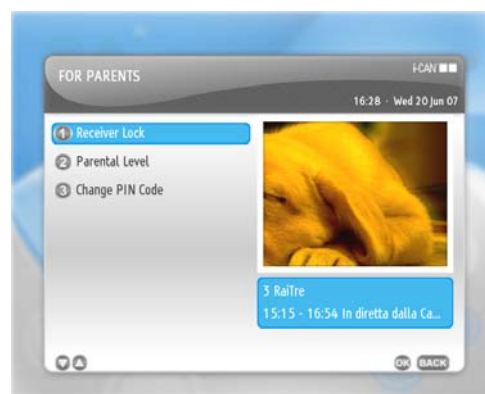 FOR PARENTS
i-CAN
16:28 - Wed 20 Jun 07
1 Receiver Lock
2 Parental Level
3 Change PIN Code
3 RaiTre
15:15 - 16:54 In diretta dalla Ca...
OK BACK